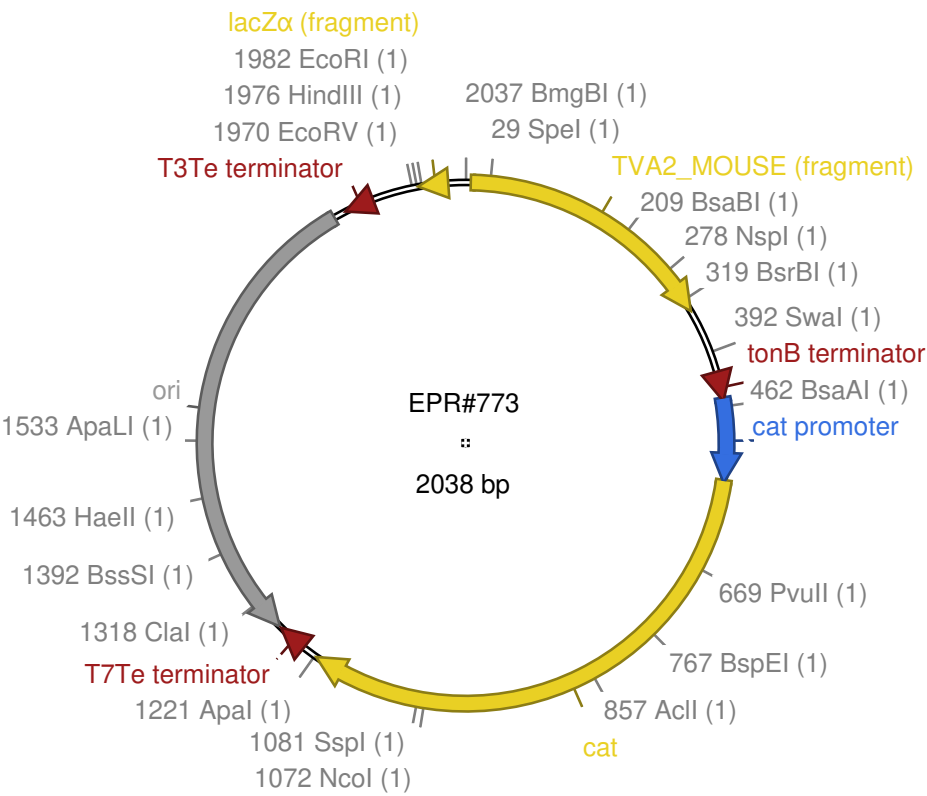 lacZα (fragment)
1982 EcoRI (1)
1976 HindIII (1)
1970 EcoRV (1)
T3Te terminator
2037 BmgBI (1)
29 SpeI (1)
TVA2_MOUSE (fragment)
209 BsaBI (1)
278 NspI (1)
319 BsrBI (1)
392 SwaI (1)
tonB terminator
462 BsaAI (1)
cat promoter
EPR#773
2038 bp
ori
1533 ApaLI (1)
1463 HaeII (1)
1392 BssSI (1)
1318 ClaI (1)
T7Te terminator
1221 ApaI (1)
1081 SspI (1)
1072 NcoI (1)
669 PvuII (1)
767 BspEI (1)
857 AclI (1)
cat